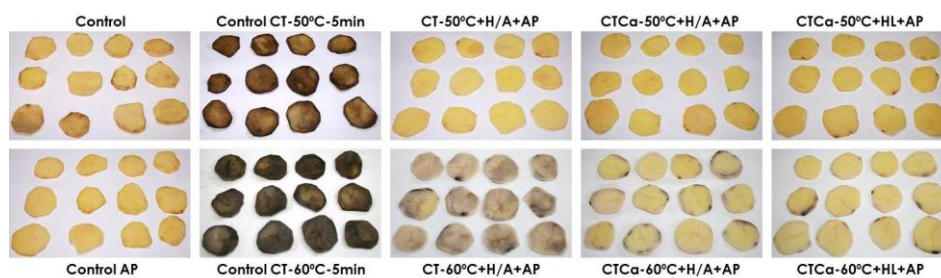 Control
Control CT-50ºC-5min
CT-50ºC+H/A+AP
CTCa-50ºC+H/A+AP
CTCa-50ºC+HL+AP
Control AP
Control CT-60ºC-5min
CT-60ºC+H/A+AP
CTCa-60ºC+H/A+AP
CTCa-60ºC+HL+AP